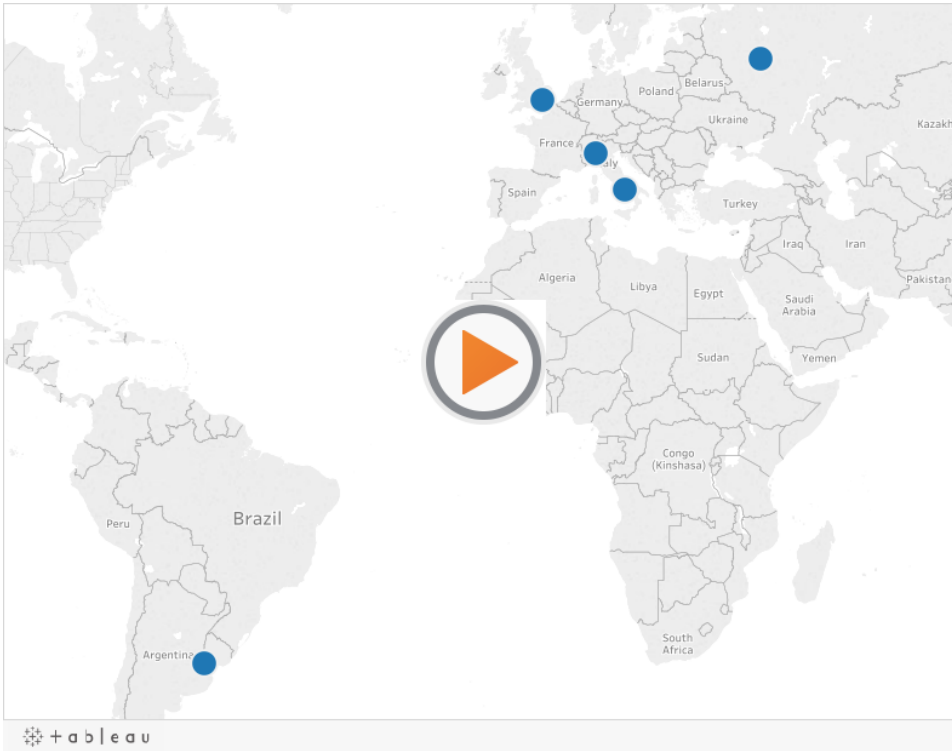 Belarus
Poland
Germany
Ukraine
Kazakh
France
aly
Spain
Turkey
Iraq
Iran
Algeria
Pakistan
Libya
Egypt
Saudi
Arabia
Sudan
Yemen
Congo
(Kinshasa)
Brazil
Peru
South
Africa
Argentina
+ a b | e a u